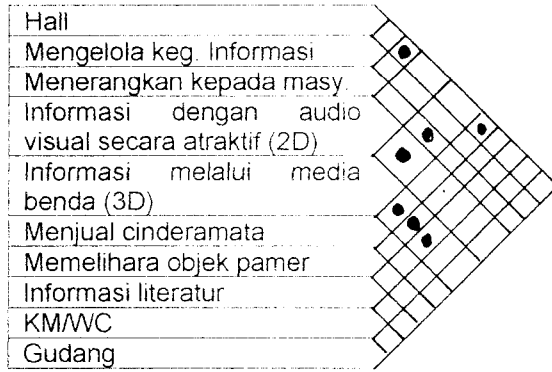 Hall
Mengelola keg. Informasi
Menerangkan kepada masy.
Informasi dengan audio
visual secara atraktif (2D)
Informasi melalui media
benda (3D)
Menjual cinderamata
Memelihara objek pamer
Informasi literatur
KM/WC
Gudang